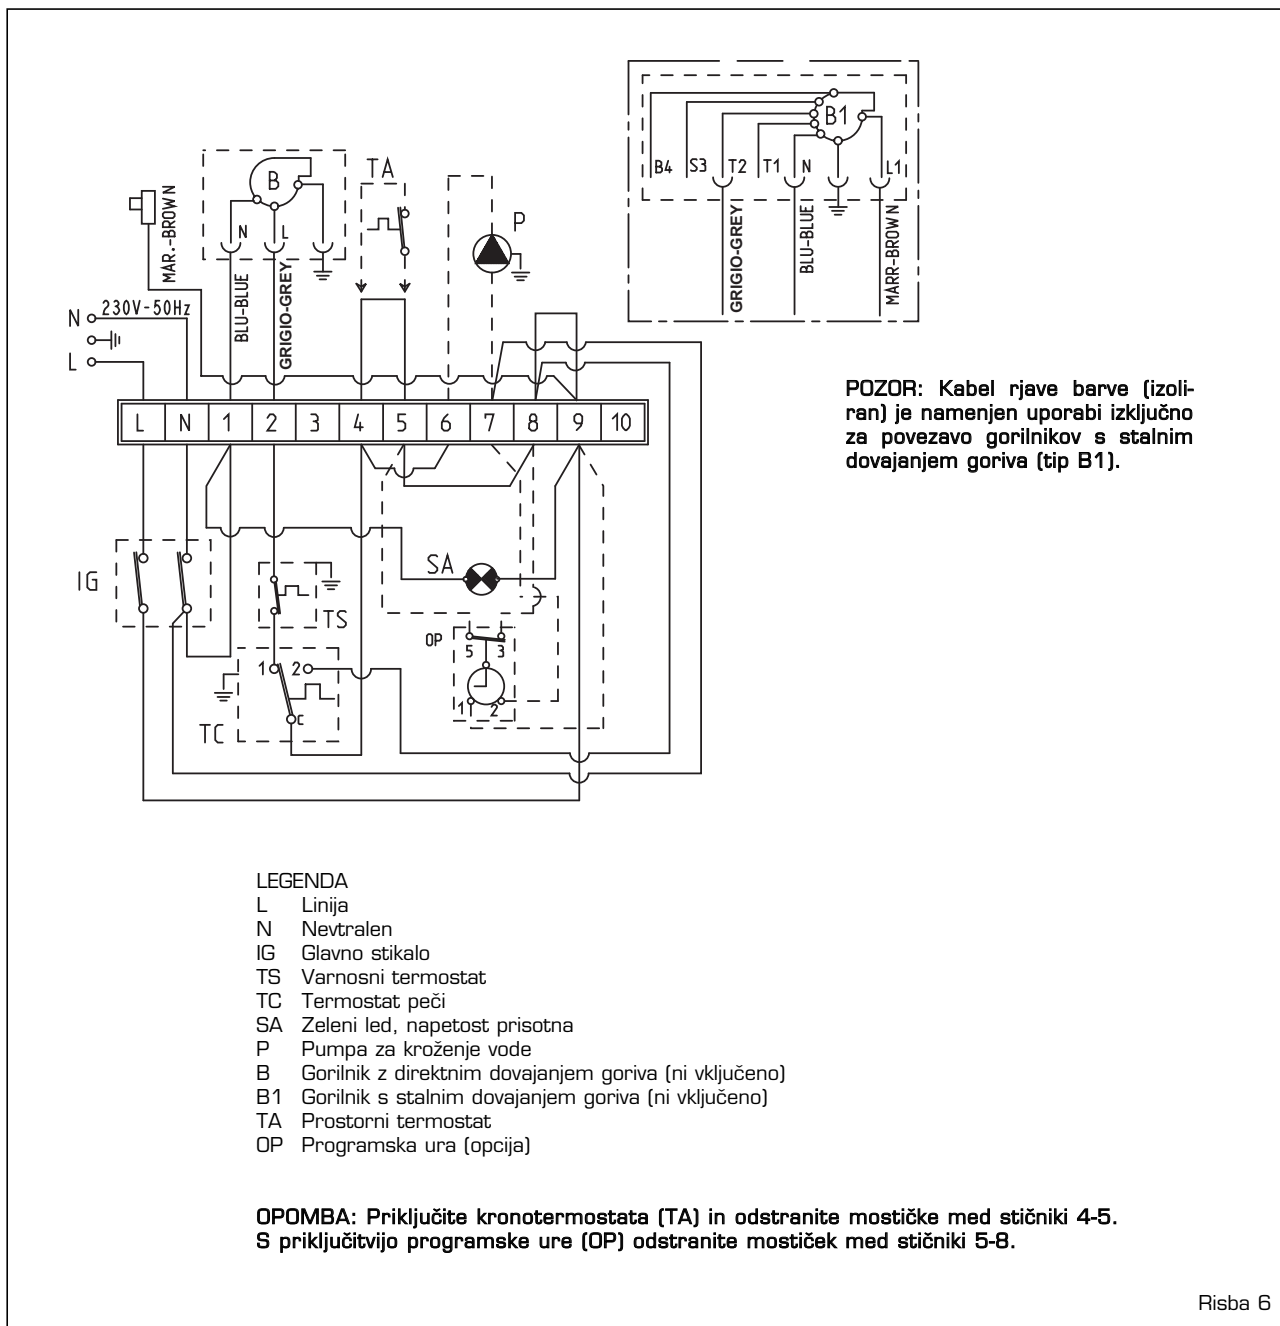 B
TA
P
MAR.-BROWN
N L
BLU-BLUE
GRIGIO-GREY
N 230V-50Hz
L
B1
B4 S3 T2 T1 N L1
GRIGIO-GREY
BLU-BLUE
MARR-BROWN
POZOR: Kabel rjave barve (izoli-
ran) je namenjen uporabi izključno
za povezavo gorilnikov s stalnim
dovajanjem goriva (tip B1).
L N 1 2 3 4 5 6 7 8 9 10
IG
SA
TS
OP
5 3
1 2
1 2
C
TC
LEGENDA
L Linija
N Nevtralen
IG Glavno stikalo
TS Varnosni termostat
TC Termostat peči
SA Zeleni led, napetost prisotna
P Pumpa za kroženje vode
B Gorilnik z direktnim dovajanjem goriva (ni vključeno)
B1 Gorilnik s stalnim dovajanjem goriva (ni vključeno)
TA Prostorni termostat
OP Programska ura (opcija)
OPOMBA: Priključite kronotermostata (TA) in odstranite mostičke med stičniki 4-5.
S priključitvijo programske ure (OP) odstranite mostiček med stičniki 5-8.
Risba 6